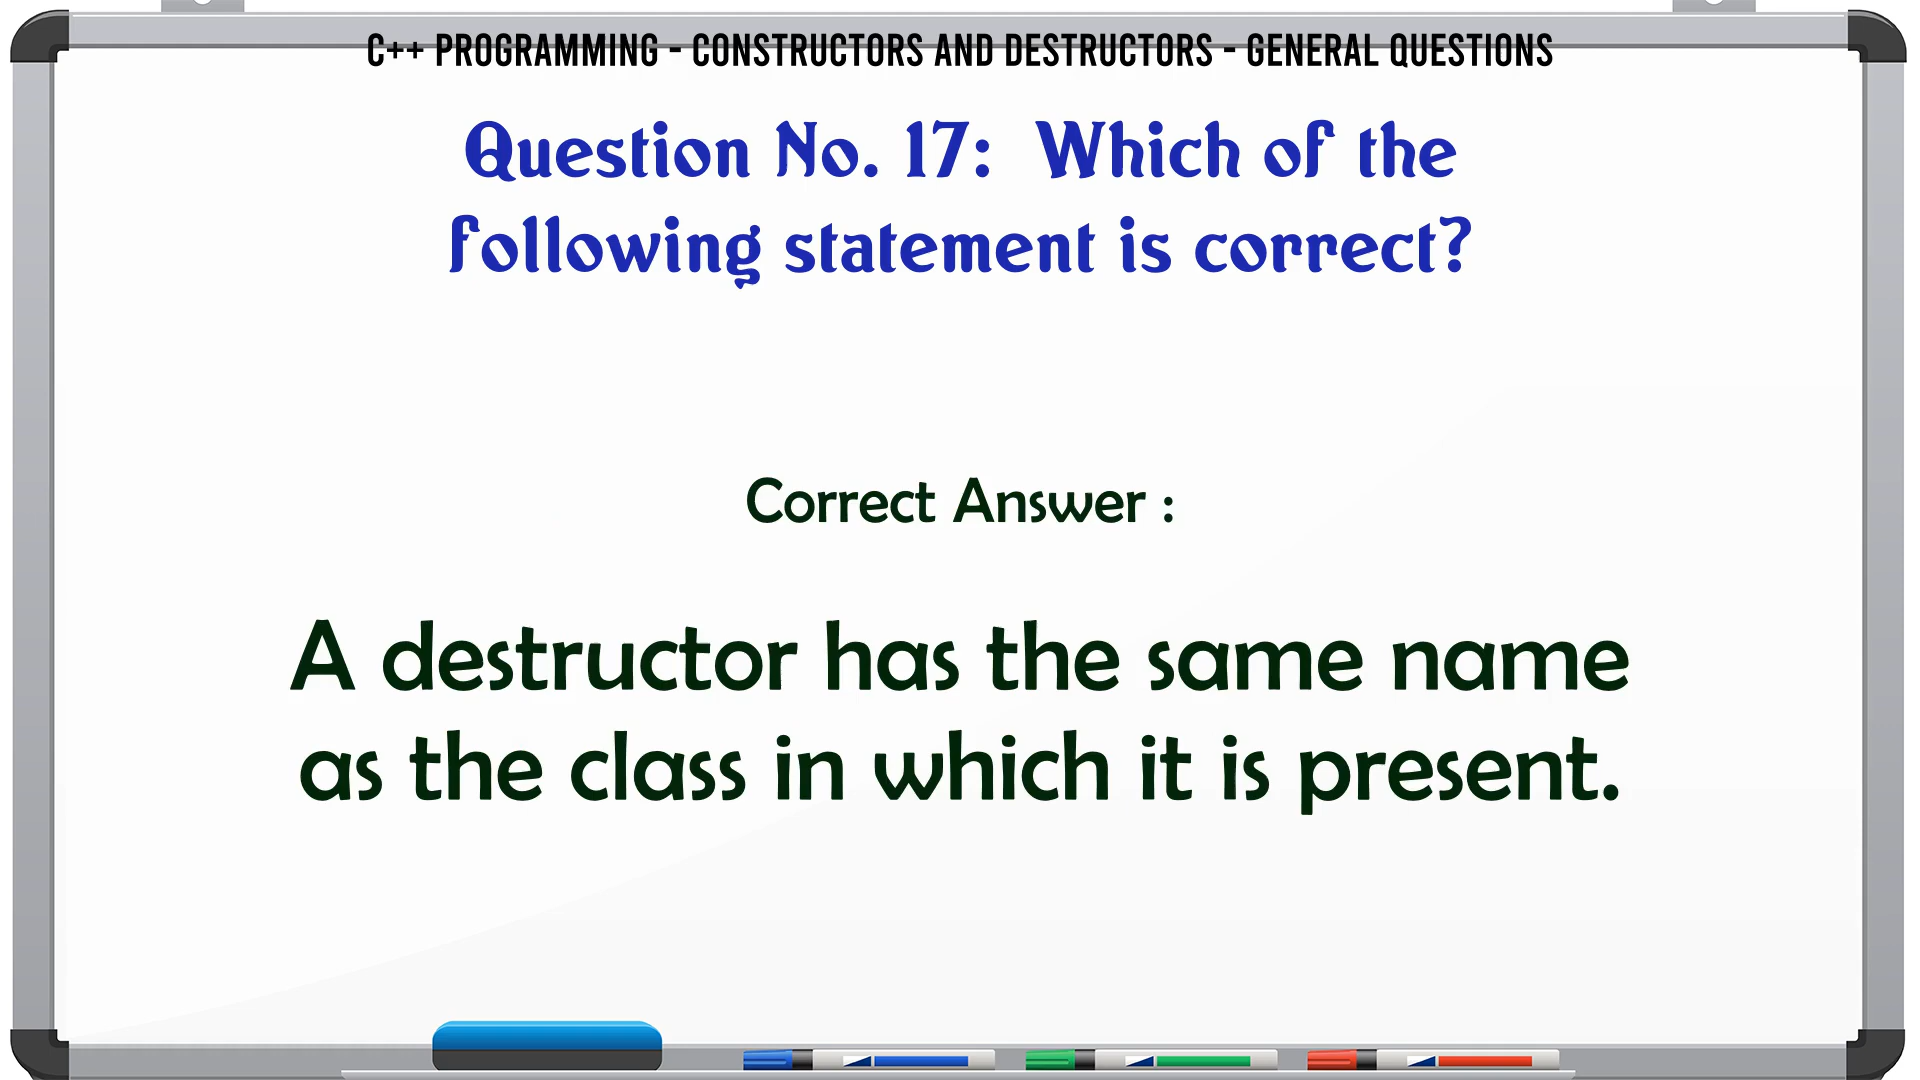 C++ PROGRAMMING - CONSTRUCTORS AND DESTRUCTORS - GENERAL QUESTIONS
Question No. 17: Which of the
following statement is correct?
Correct Answer :
A destructor has the same name
as the class in which it is present.